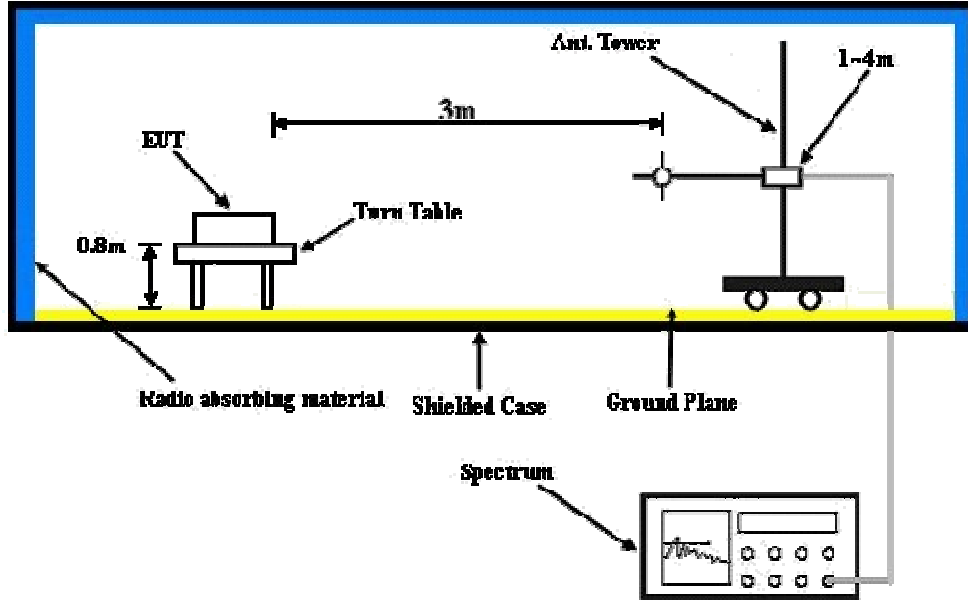 Ant. Tower
1~4m
3m
EUT
Turn Table
0.8m
Radio absorbing material
Shielded Case
Ground Plane
Spectrum